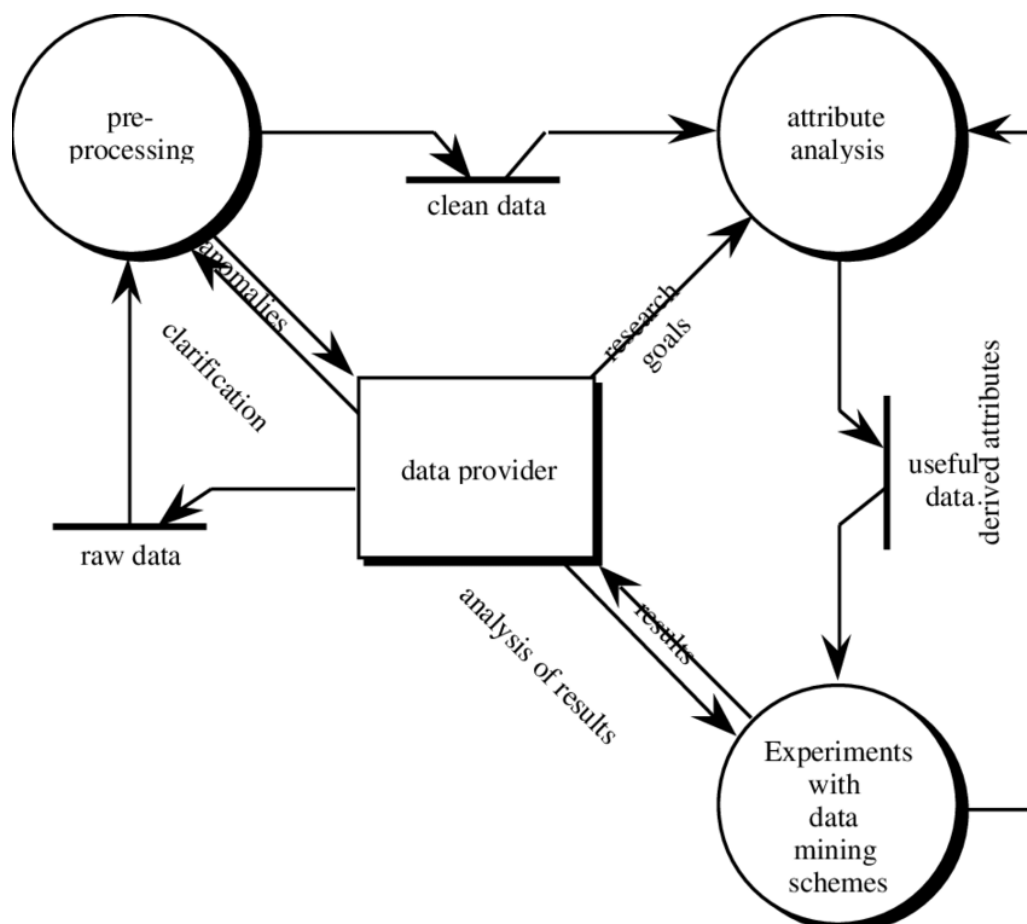 pre-
processing
attribute
analysis
clean data
anomalies
clarification
research
goals
data provider
useful
data.
derived attributes
raw data
analysis of results
results
Experiments
with
data
mining
schemes